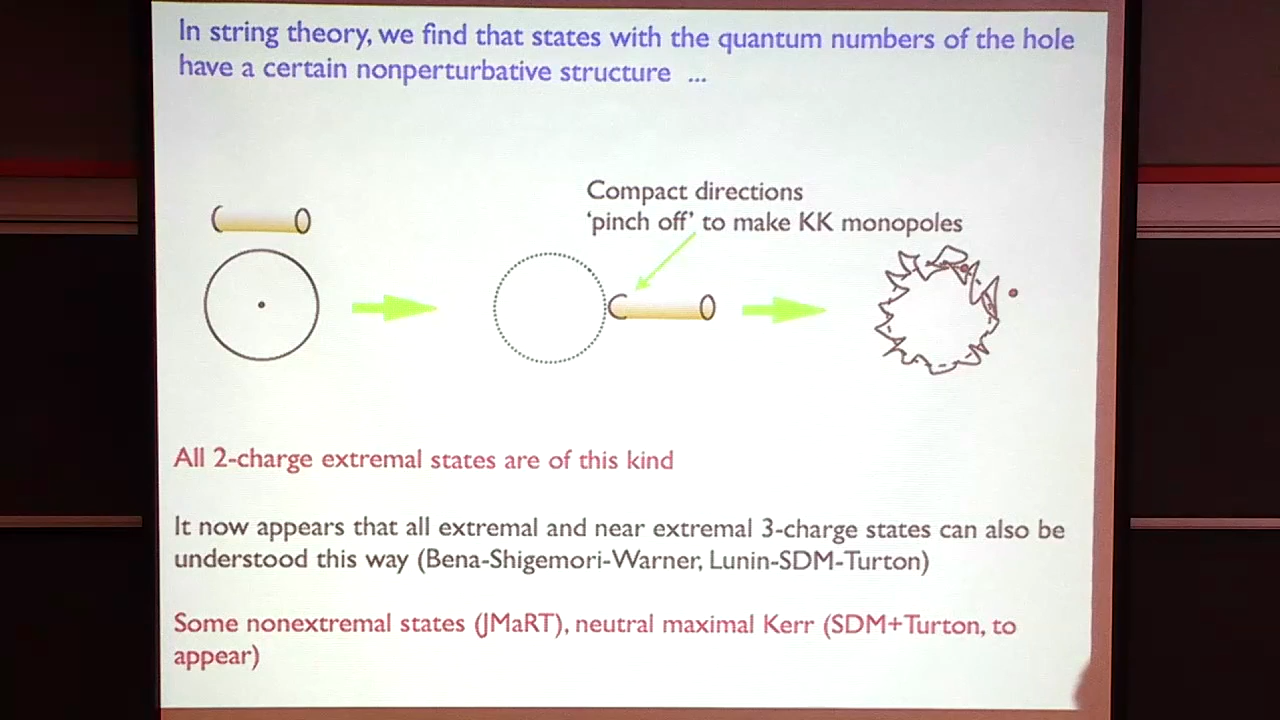 In string theory, we find that states with the quantum numbers of the hole
have a certain nonperturbative structure ...
Compact directions
'pinch off' to make KK monopoles
All 2-charge extremal states are of this kind
It now appears that all extremal and near extremal 3-charge states can also be
understood this way (Bena-Shigemori-Warner, Lunin-SDM-Turton)
Some nonextremal states (JMaRT), neutral maximal Kerr (SDM+Turton, to
appear)